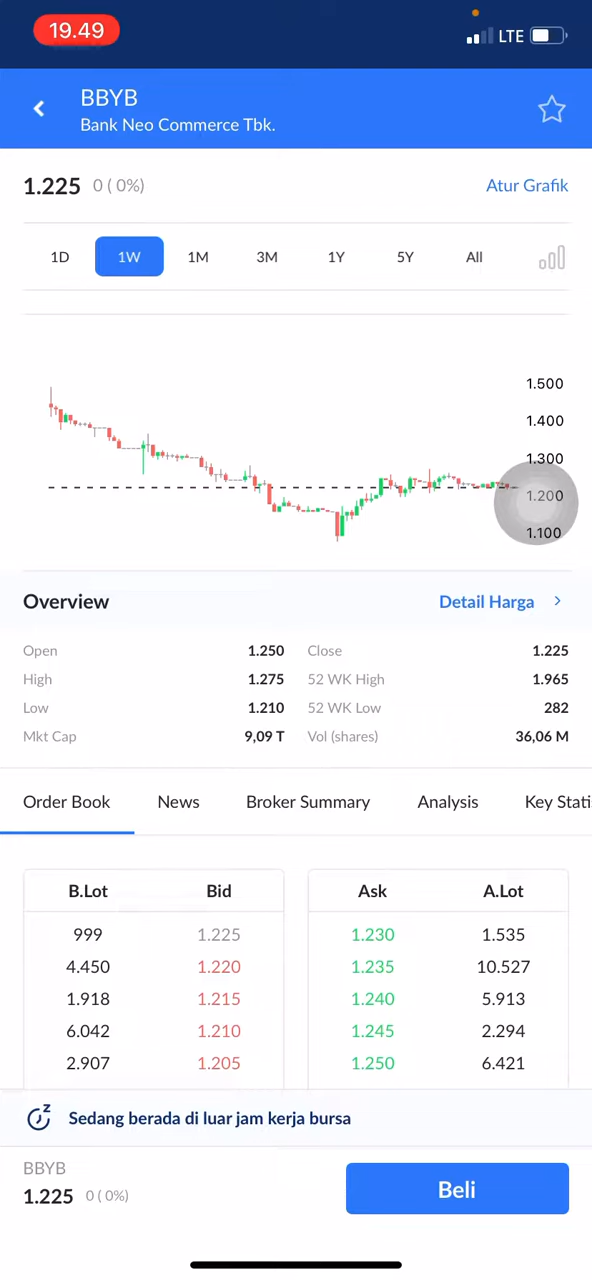 19.49
LTE
BBYB
Bank Neo Commerce Tbk.
1.225 0 ( 0%)
Atur Grafik
1D 1W 1M 3M 1Y 5Y All
1.500
1.400
1.300
1.200
1.100
Overview
Detail Harga
Open 1.250 Close 1.225
High 1.275 52 WK High 1.965
Low 1.210 52 WK Low 282
Mkt Cap 9,09 T Vol (shares) 36,06 M
Order Book News Broker Summary Analysis Key Stati
B.Lot Bid Ask A.Lot
999 1.225 1.230 1.535
4.450 1.220 1.235 10.527
1.918 1.215 1.240 5.913
6.042 1.210 1.245 2.294
2.907 1.205 1.250 6.421
z
Sedang berada di luar jam kerja bursa
BBYB
1.225 0 ( 0%)
Beli